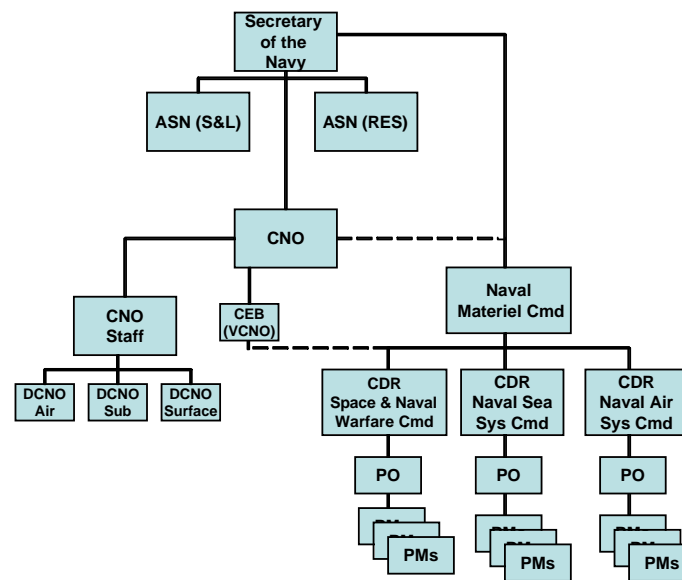 Secretary
of the
Navy
ASN (S&L)
ASN (RES)
CNO
CNO
Staff
CEB
(VCNO)
Naval
Materiel Cmd
DCNO
Air
DCNO
Sub
DCNO
Surface
CDR
Space & Naval
Warfare Cmd
CDR
Naval Sea
Sys Cmd
CDR
Naval Air
Sys Cmd
PO
PO
PO
PMs
PMs
PMs